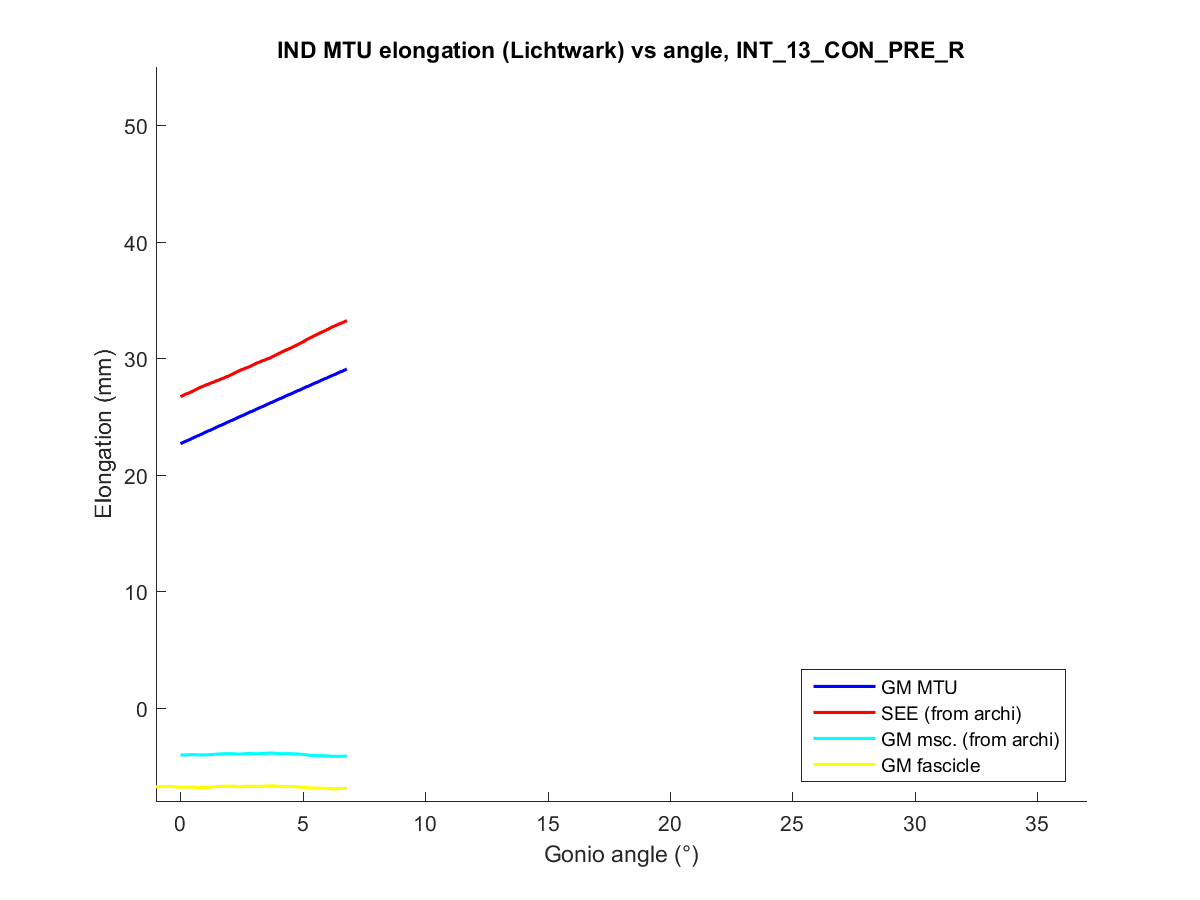 IND MTU elongation (Lichtwark) vs angle, INT_13_CON_PRE_R
Elongation (mm)
50
40
30
20
10
0
0 5 10 15 20 25 30 35
Gonio angle (°)
GM MTU
SEE (from archi)
GM msc. (from archi)
GM fascicle